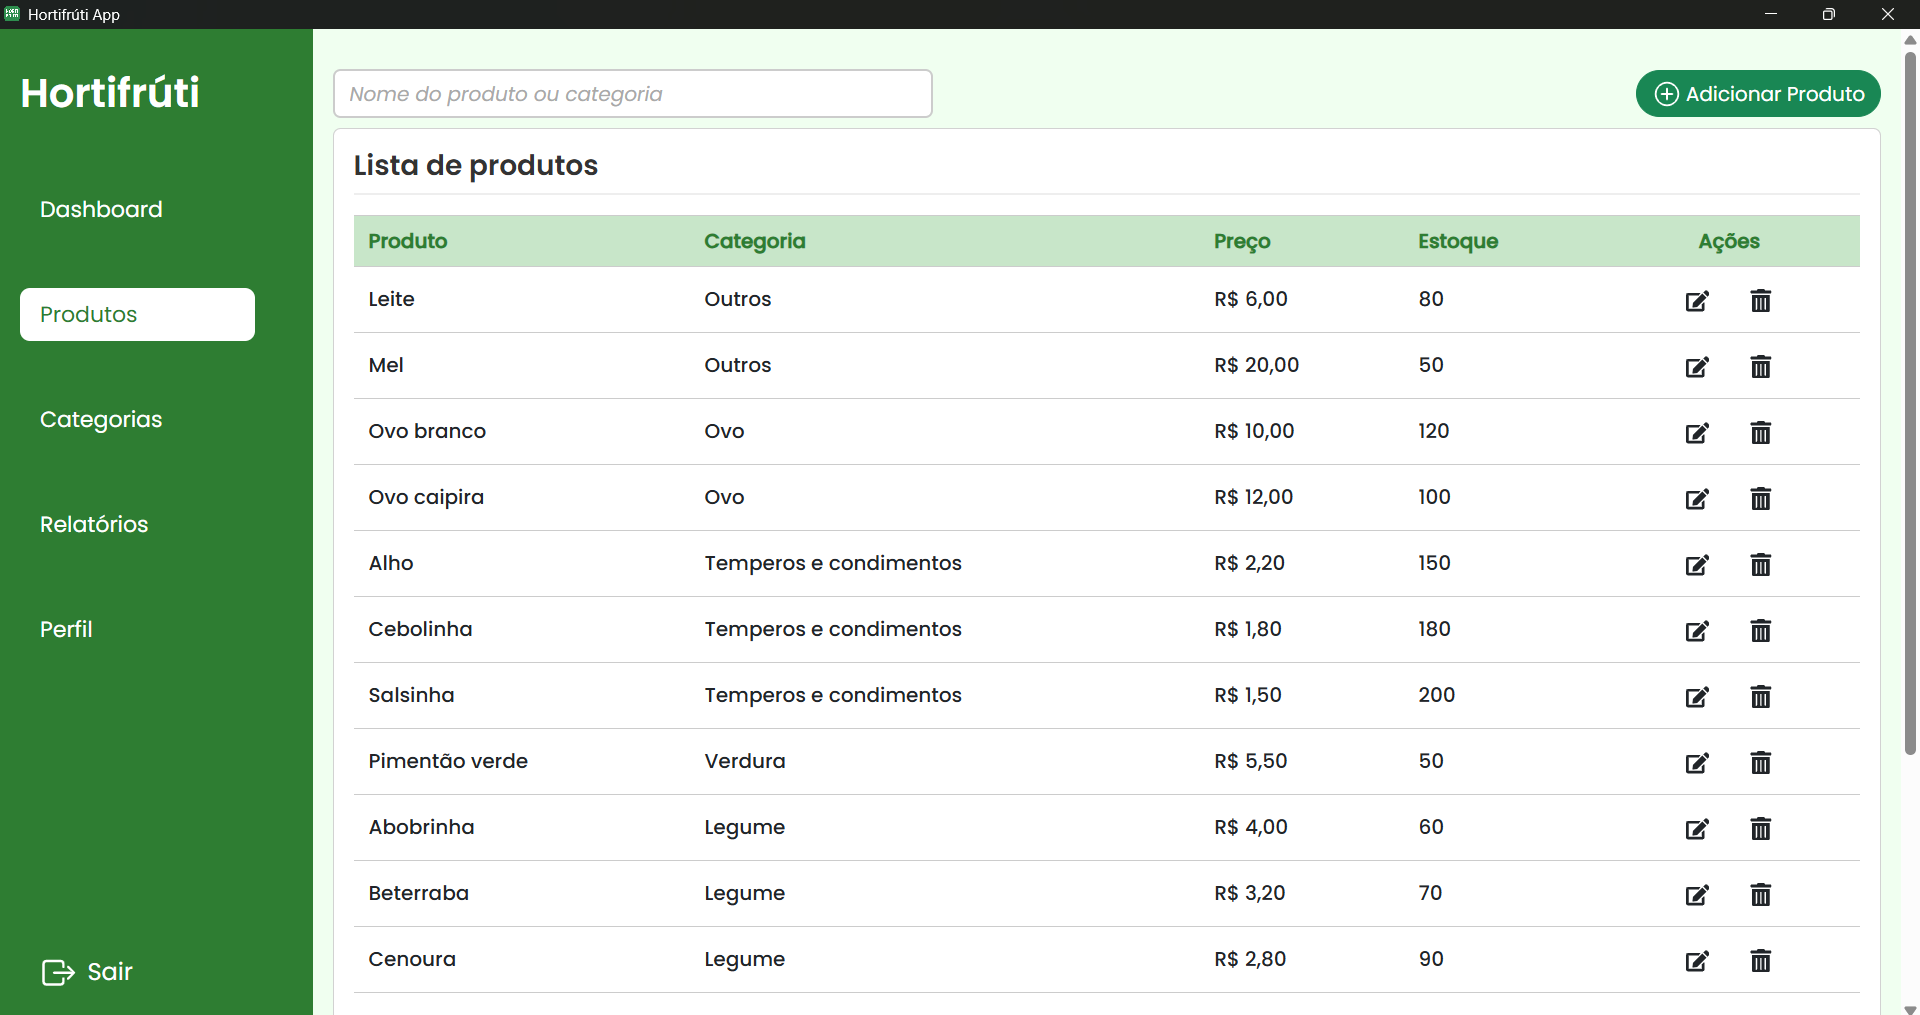 Hortifrúti App
Hortifrúti
Dashboard
Produtos
Categorias
Relatórios
Perfil
Sair
Nome do produto ou categoria
Adicionar Produto
Lista de produtos
Produto Categoria Preço Estoque Ações
Leite Outros R$ 6,00 80
Mel Outros R$ 20,00 50
Ovo branco Ovo R$ 10,00 120
Ovo caipira Ovo R$ 12,00 100
Alho Temperos e condimentos R$ 2,20 150
Cebolinha Temperos e condimentos R$ 1,80 180
Salsinha Temperos e condimentos R$ 1,50 200
Pimentão verde Verdura R$ 5,50 50
Abobrinha Legume R$ 4,00 60
Beterraba Legume R$ 3,20 70
Cenoura Legume R$ 2,80 90